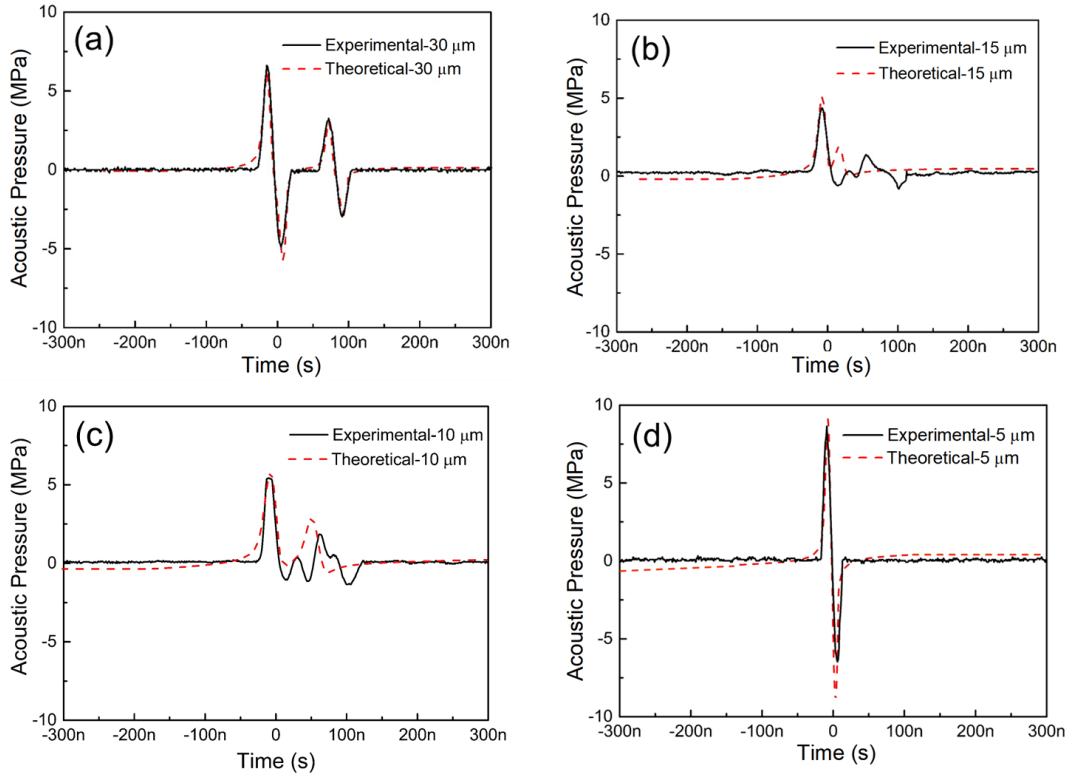 (a)
Experimental-30 μm
Theoretical-30 μm
Acoustic Pressure (MPa)
10
5
0
-5
-10
-300n -200n -100n 0 100n 200n 300n
Time (s)
(b)
Experimental-15 μm
Theoretical-15 μm
Acoustic Pressure (MPa)
10
5
0
-5
-10
-300n -200n -100n 0 100n 200n 300n
Time (s)
(c)
Experimental-10 μm
Theoretical-10 μm
Acoustic Pressure (MPa)
10
5
0
-5
-10
-300n -200n -100n 0 100n 200n 300n
Time (s)
(d)
Experimental-5 μm
Theoretical-5 μm
Acoustic Pressure (MPa)
10
5
0
-5
-10
-300n -200n -100n 0 100n 200n 300n
Time (s)